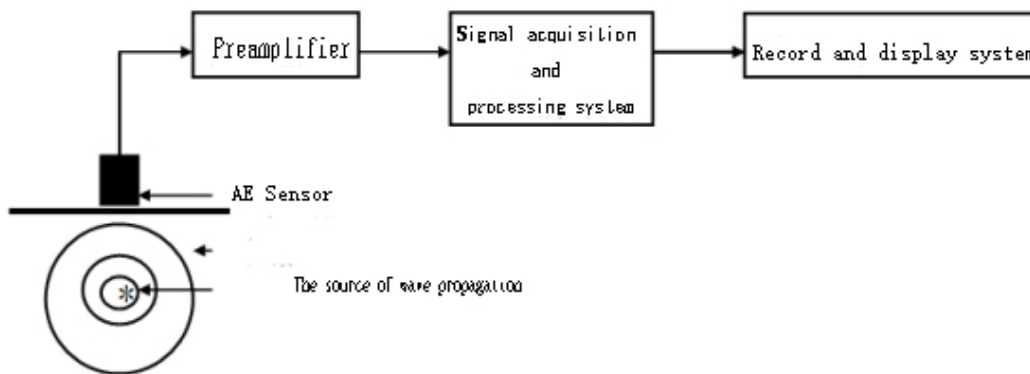 Preamplifier
Signal acquisition
and
processing system
Record and display system
AE Sensor
The source of wave propagation